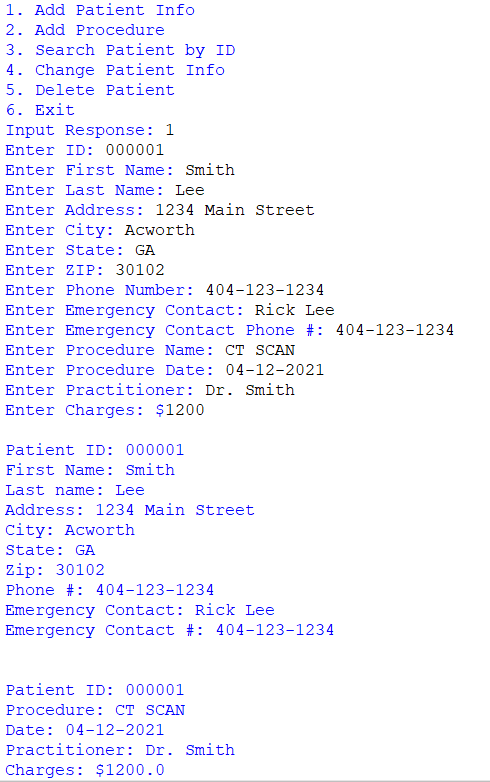 1. Add Patient Info
2. Add Procedure
3. Search Patient by ID
4. Change Patient Info
5. Delete Patient
6. Exit
Input Response: 1
Enter ID: 000001
Enter First Name: Smith
Enter Last Name: Lee
Enter Address: 1234 Main Street
Enter City: Acworth
Enter State: GA
Enter ZIP: 30102
Enter Phone Number: 404-123-1234
Enter Emergency Contact: Rick Lee
Enter Emergency Contact Phone #: 404-123-1234
Enter Procedure Name: CT SCAN
Enter Procedure Date: 04-12-2021
Enter Practitioner: Dr. Smith
Enter Charges: $1200
Patient ID: 000001
First Name: Smith
Last name: Lee
Address: 1234 Main Street
City: Acworth
State: GA
Zip: 30102
Phone #: 404-123-1234
Emergency Contact: Rick Lee
Emergency Contact #: 404-123-1234
Patient ID: 000001
Procedure: CT SCAN
Date: 04-12-2021
Practitioner: Dr. Smith
Charges: $1200.0